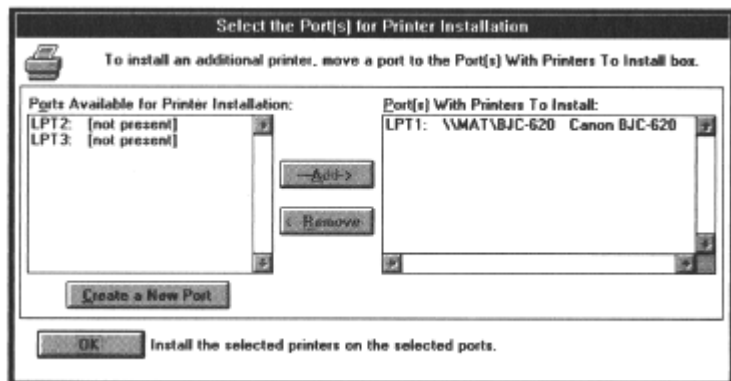 Select the Port(s) for Printer Installation
To install an additional printer, move a port to the Port(s) With Printers To Install box.
Ports Available for Printer Installation:
LPT2: [not present]
LPT3: [not present]
Port(s) With Printers To Install:
LPT1: \\MAT\BJC-620 Canon BJC-620
—Add->
< Remove
Create a New Port
OK
Install the selected printers on the selected ports.